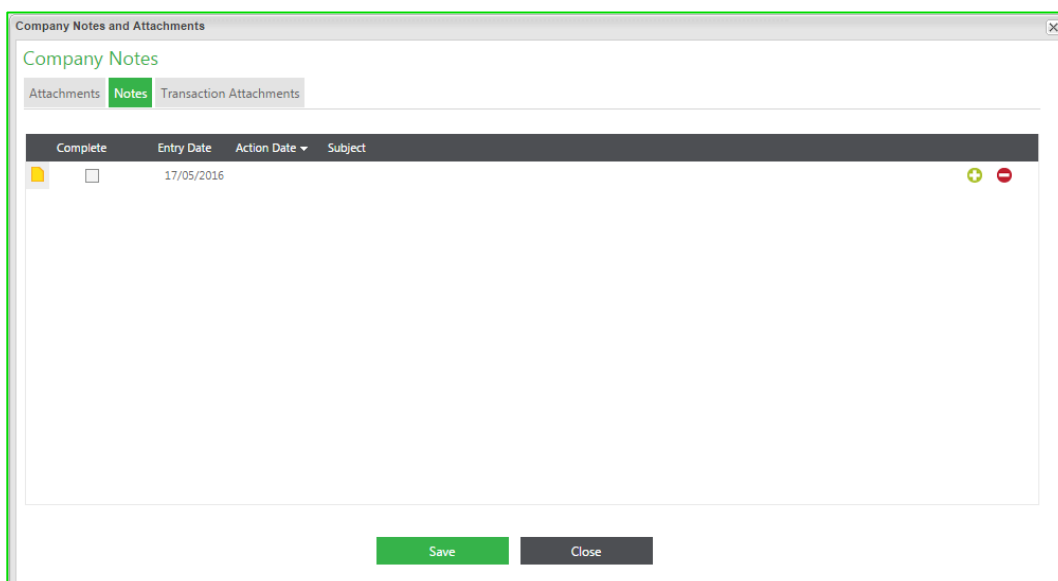 Company Notes and Attachments
Company Notes
Attachments Notes Transaction Attachments
Complete Entry Date Action Date Subject
17/05/2016
Save Close